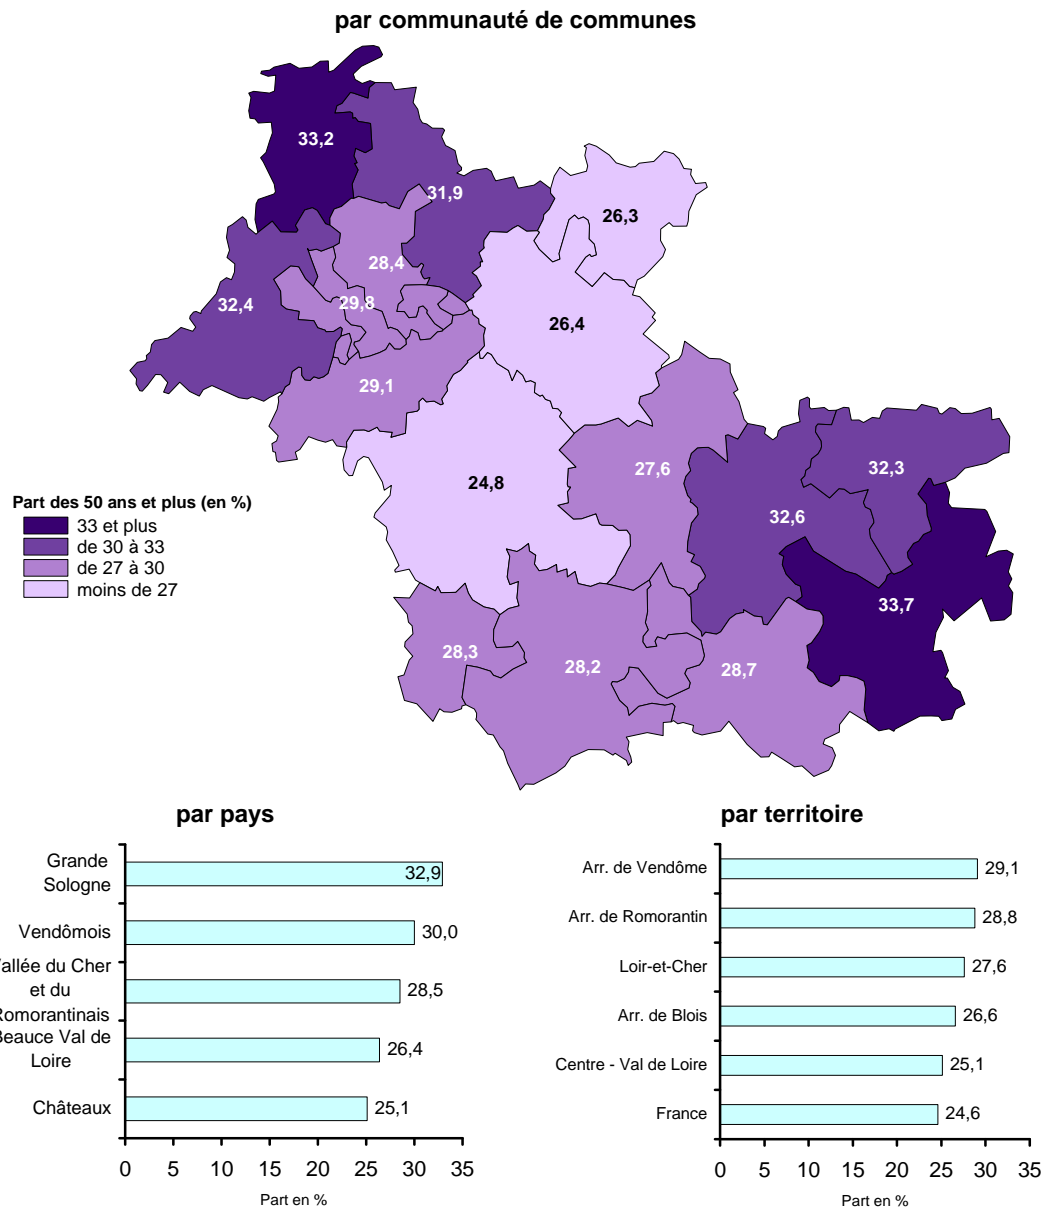 par communauté de communes
33,2
31,9
26,3
28,4
32,4
29,8
26,4
29,1
27,6
32,3
24,8
32,6
33,7
28,3
28,2
28,7
Part des 50 ans et plus (en %)
33 et plus
de 30 à 33
de 27 à 30
moins de 27
par pays
Grande
Sologne
32,9
Vendômois
30,0
allée du Cher
et du
Romorantinais
28,5
Beauce Val de
Loire
26,4
Châteaux
25,1
0 5 10 15 20 25 30 35
Part en %
par territoire
Arr. de Vendôme
29,1
Arr. de Romorantin
28,8
Loir-et-Cher
27,6
Arr. de Blois
26,6
Centre - Val de Loire
25,1
France
24,6
0 5 10 15 20 25 30 35
Part en %